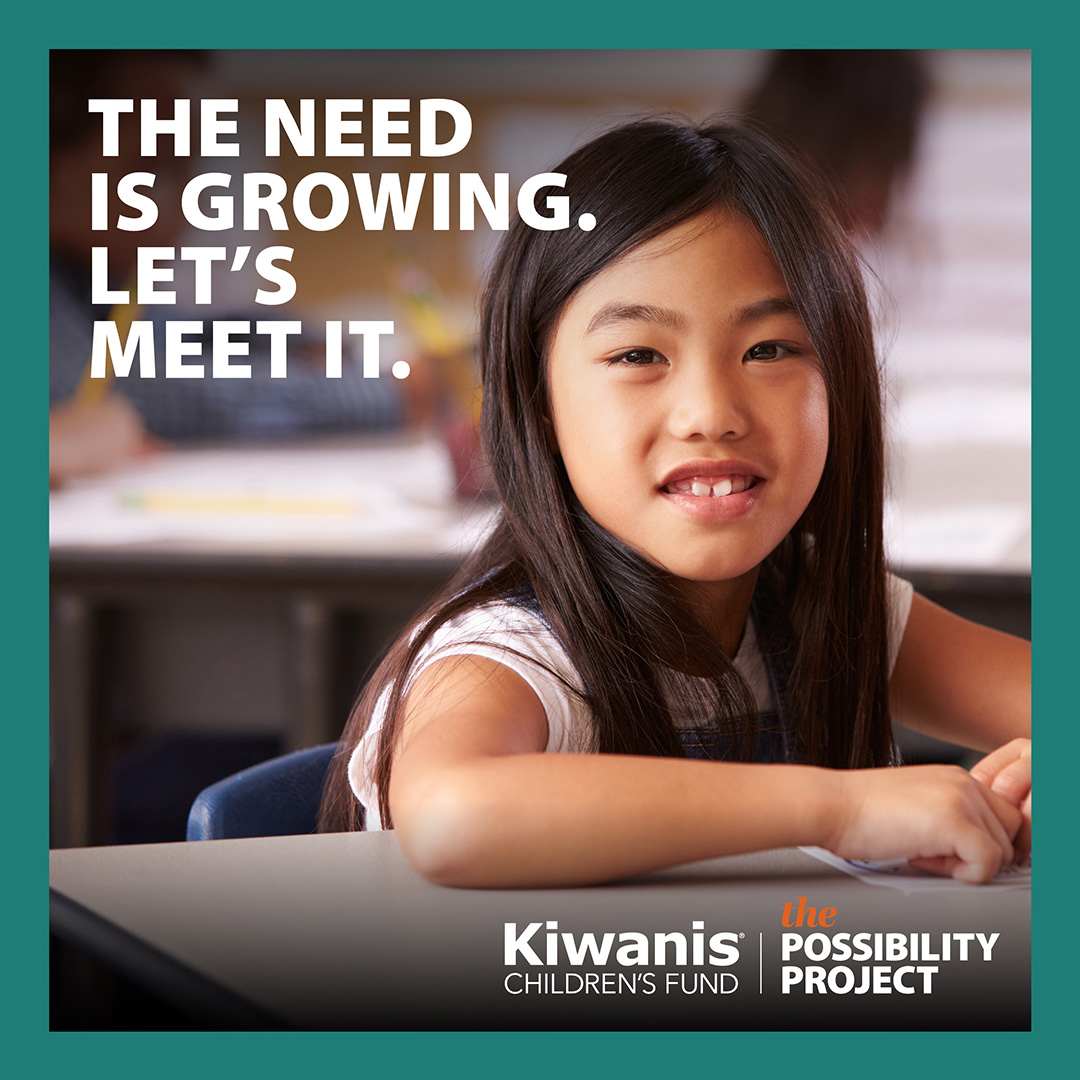 THE NEED
IS GROWING.
LET’S
MEET IT.
Kiwanis®
CHILDREN’S FUND
the
POSSIBILITY
PROJECT